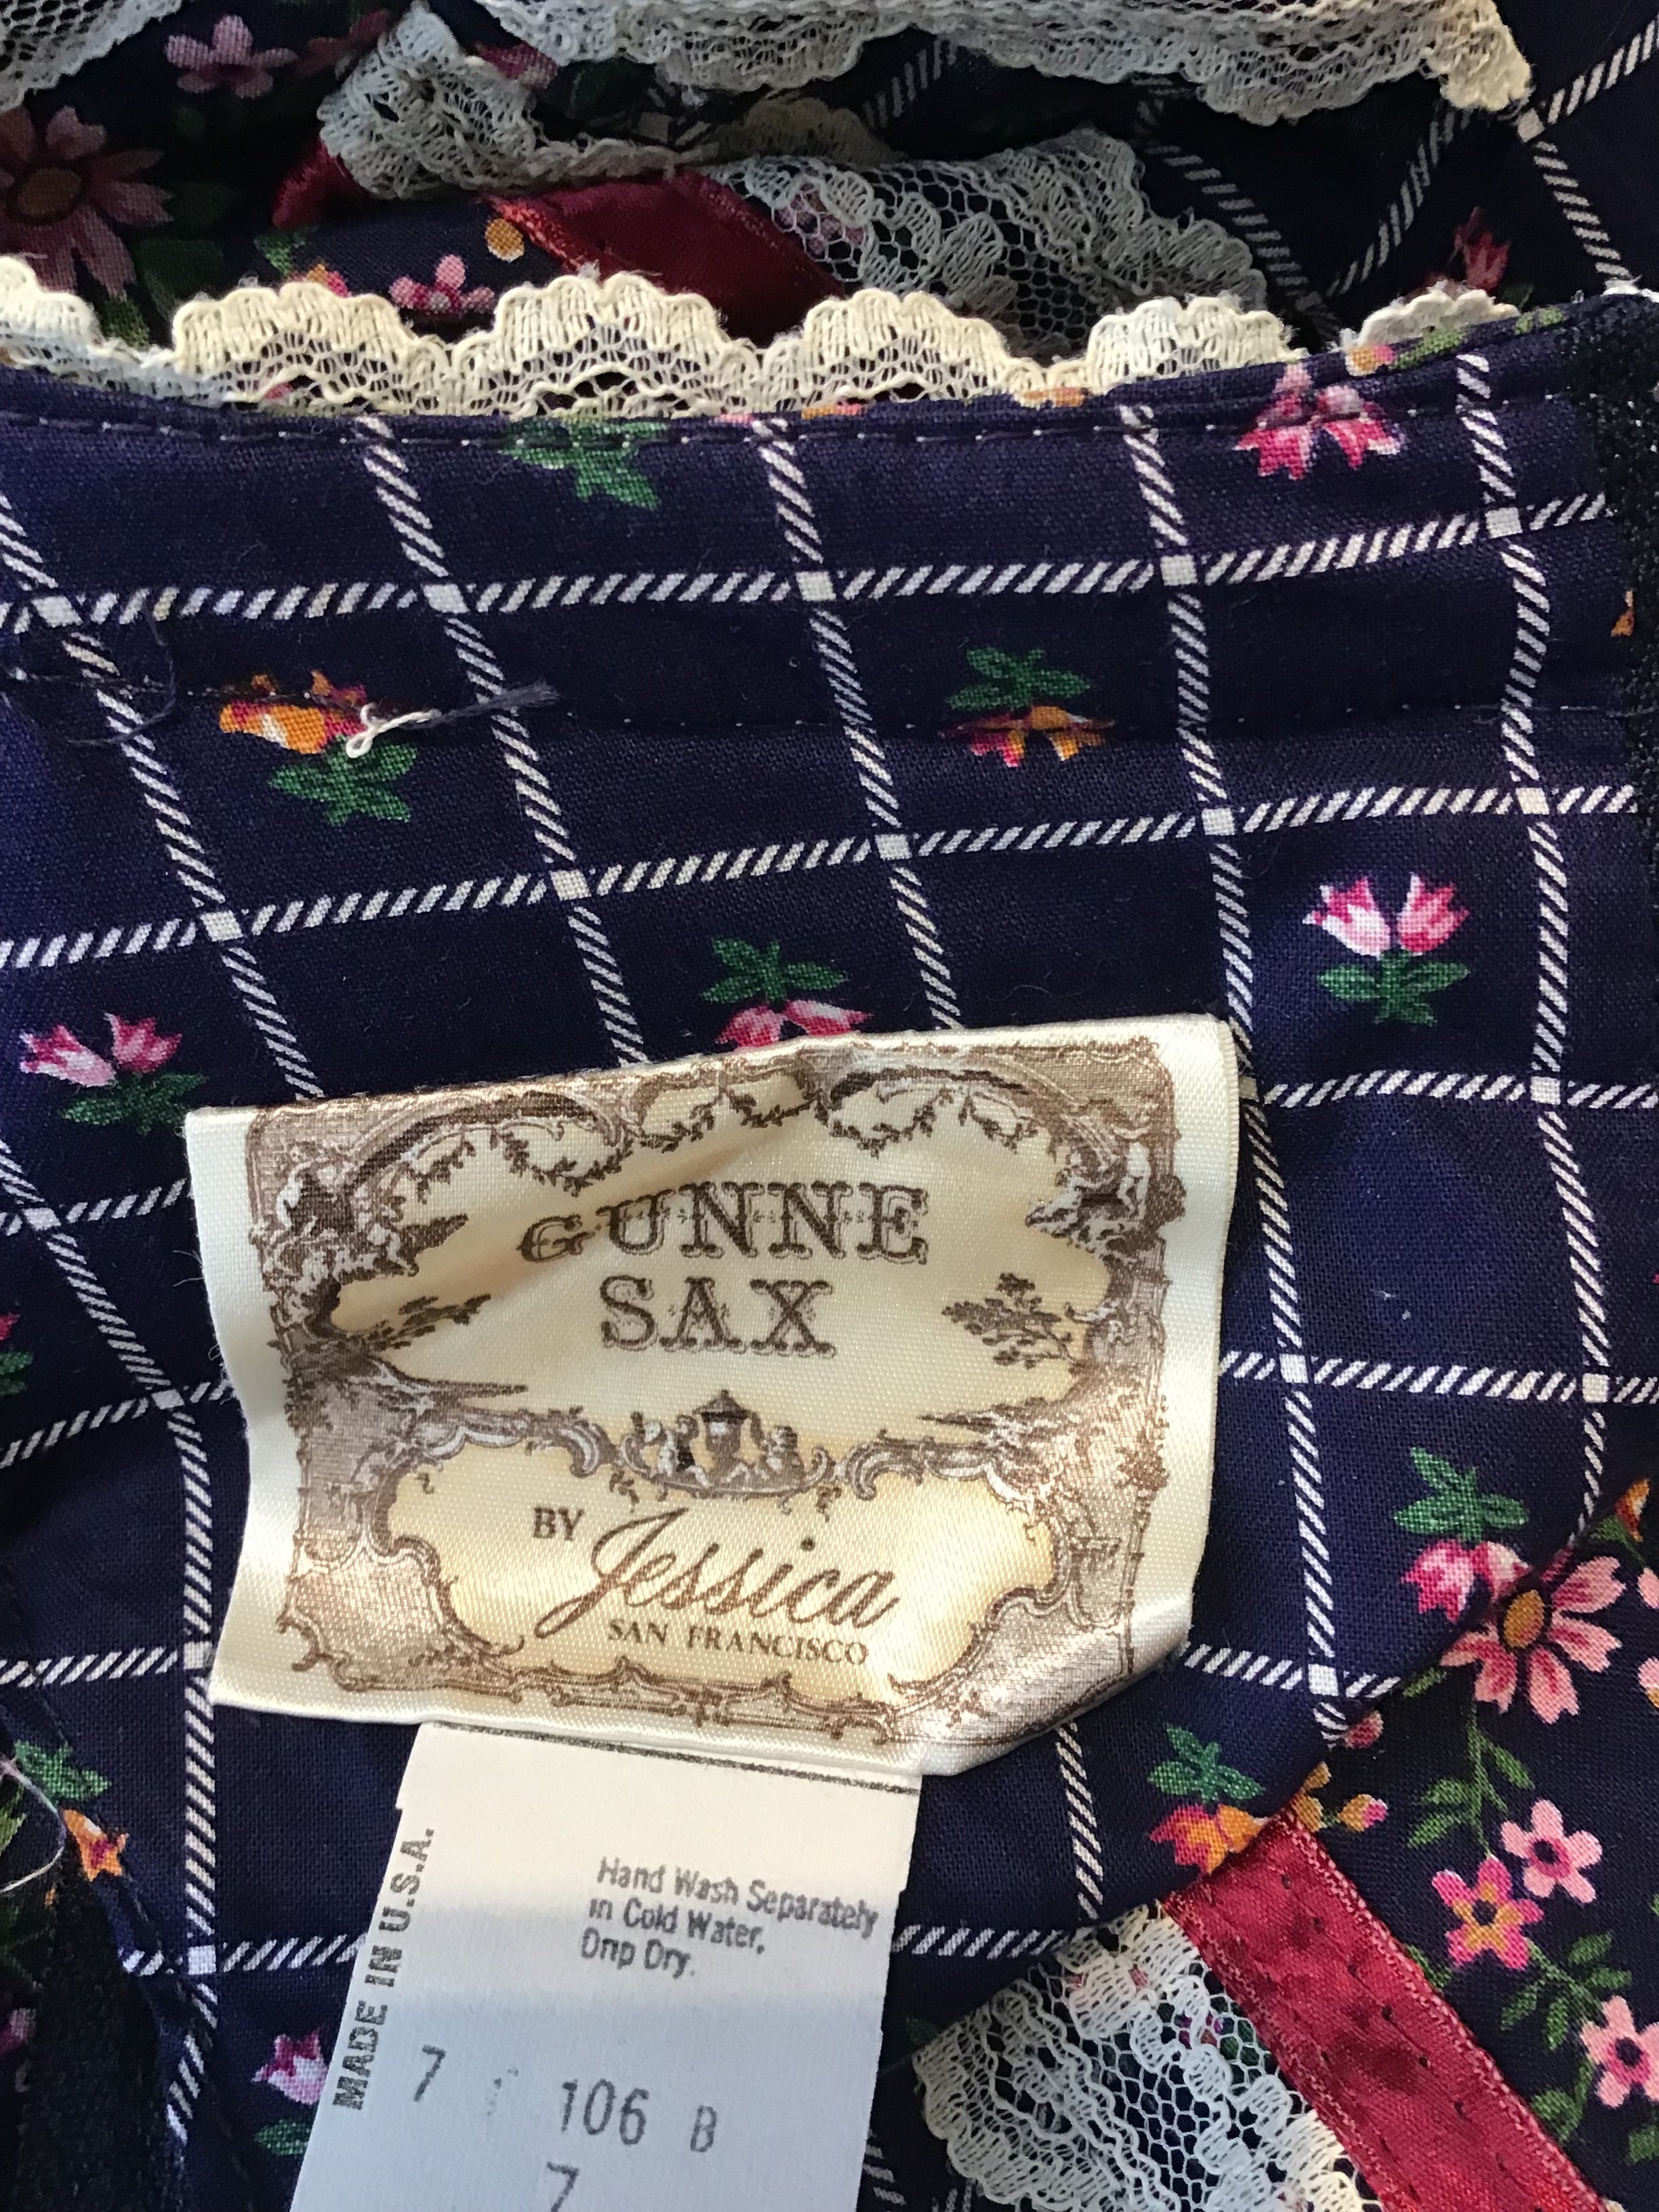 GUNNE
SAX
BY Jessica
SAN FRANCISCO
MADE IN U.S.A.
Hand Wash Separately
in Cold Water.
Drip Dry.
7 106 B
7